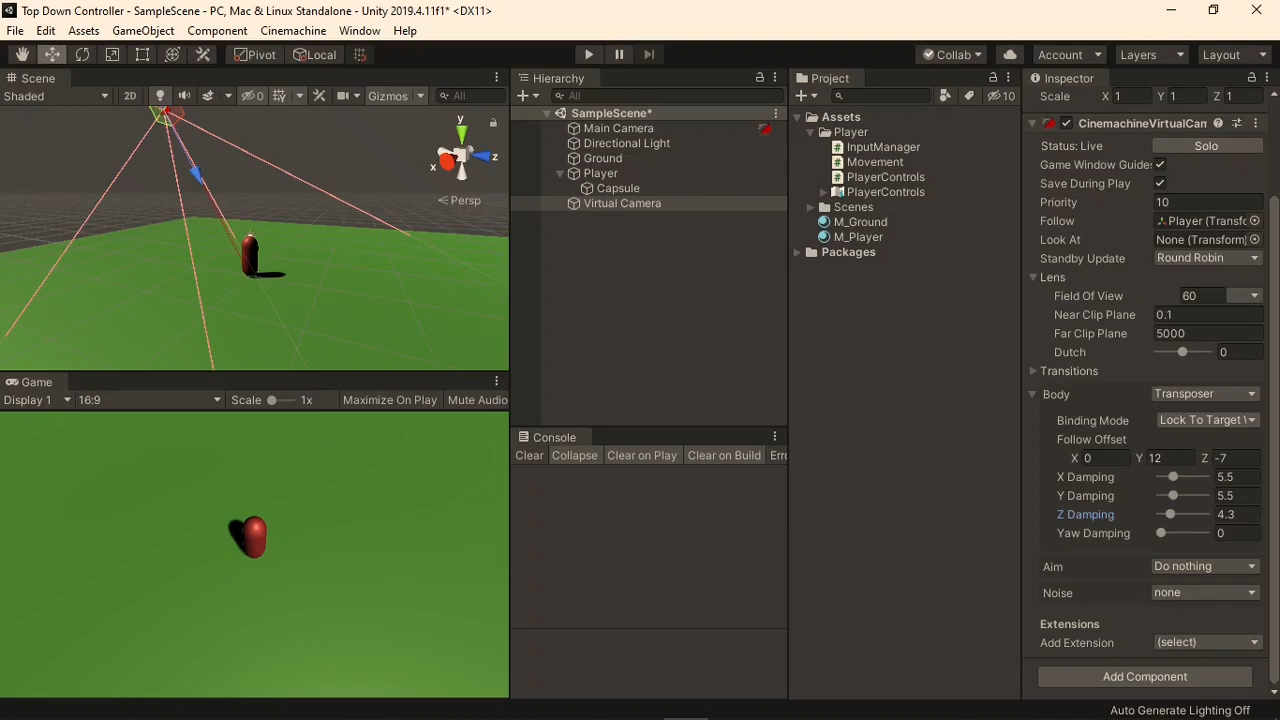 Top Down Controller - SampleScene - PC, Mac & Linux Standalone - Unity 2019.4.11f1* <DX11>
File Edit Assets GameObject Component Cinemachine Window Help
Pivot Local Collab Account Layers Layout
Scene
Shaded 2D 0 Gizmos All
y
x
z
Persp
Game
Display 1 16:9 Scale 1x Maximize On Play Mute Audio
Hierarchy
All
SampleScene*
Main Camera
Directional Light
Ground
Player
Capsule
Virtual Camera
Console
Clear Collapse Clear on Play Clear on Build Erro
Project
10
Assets
Player
InputManager
Movement
PlayerControls
PlayerControls
Scenes
M_Ground
M_Player
Packages
Inspector
Scale X 1 Y 1 Z 1
CinemachineVirtualCam
Status: Live Solo
Game Window Guides
Save During Play
Priority 10
Follow Player (Transfc
Look At None (Transform)
Standby Update Round Robin
Lens
Field Of View 60
Near Clip Plane 0.1
Far Clip Plane 5000
Dutch 0
Transitions
Body Transposer
Binding Mode Lock To Target \
Follow Offset
X 0 Y 12 Z -7
X Damping 5.5
Y Damping 5.5
Z Damping 4.3
Yaw Damping 0
Aim Do nothing
Noise none
Extensions
Add Extension (select)
Add Component
Auto Generate Lighting Off